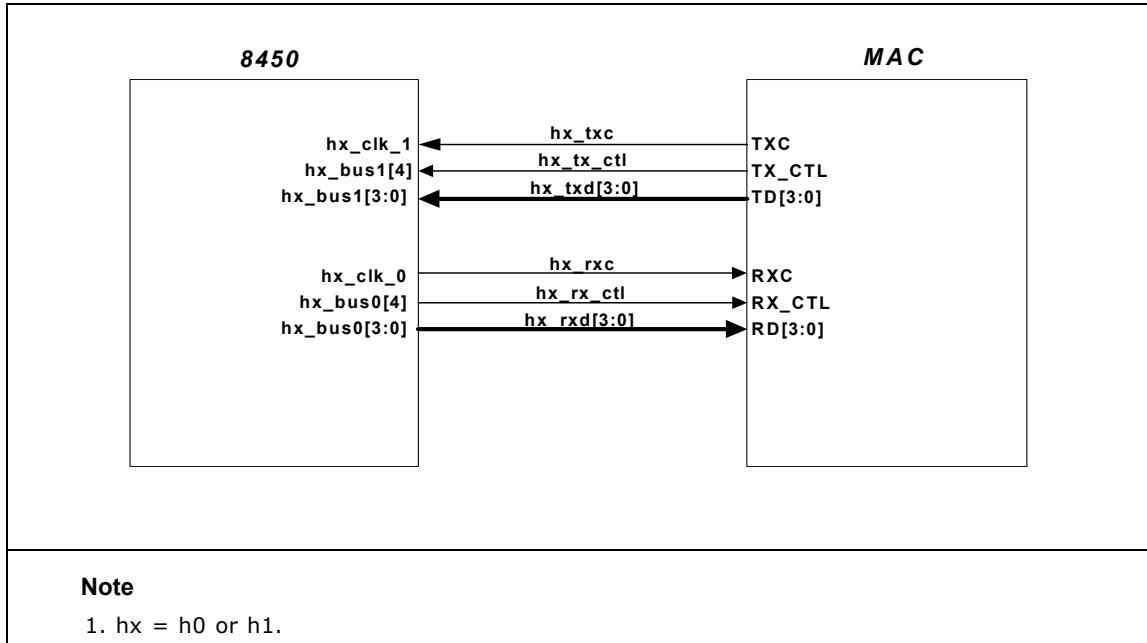 8450
MAC
hx_clk_1 hx_txc TXC
hx_bus1[4] hx_tx_ctl TX_CTL
hx_bus1[3:0] hx_txd[3:0] TD[3:0]
hx_clk_0 hx_rxc RXC
hx_bus0[4] hx_rx_ctl RX_CTL
hx_bus0[3:0] hx_rxd[3:0] RD[3:0]
Note
1. hx = h0 or h1.